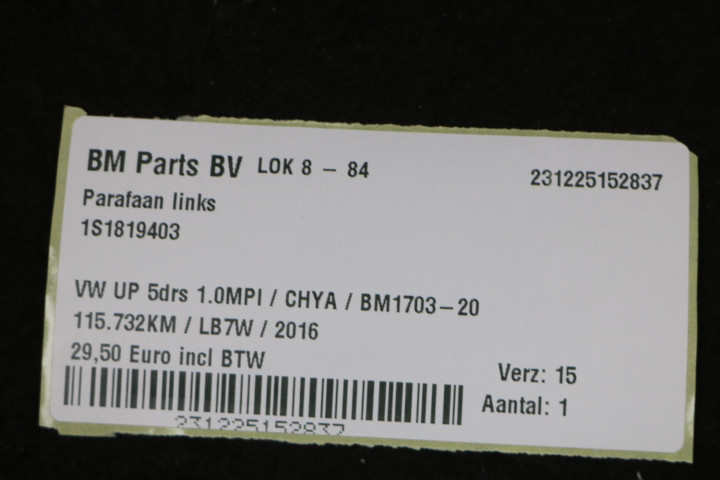 BM Parts BV LOK 8 - 84
231225152837
Parafaan links
1S1819403
VW UP 5drs 1.0MPI / CHYA / BM1703-20
115.732KM / LB7W / 2016
29,50 Euro incl BTW
Verz: 15
Aantal: 1
231225152837